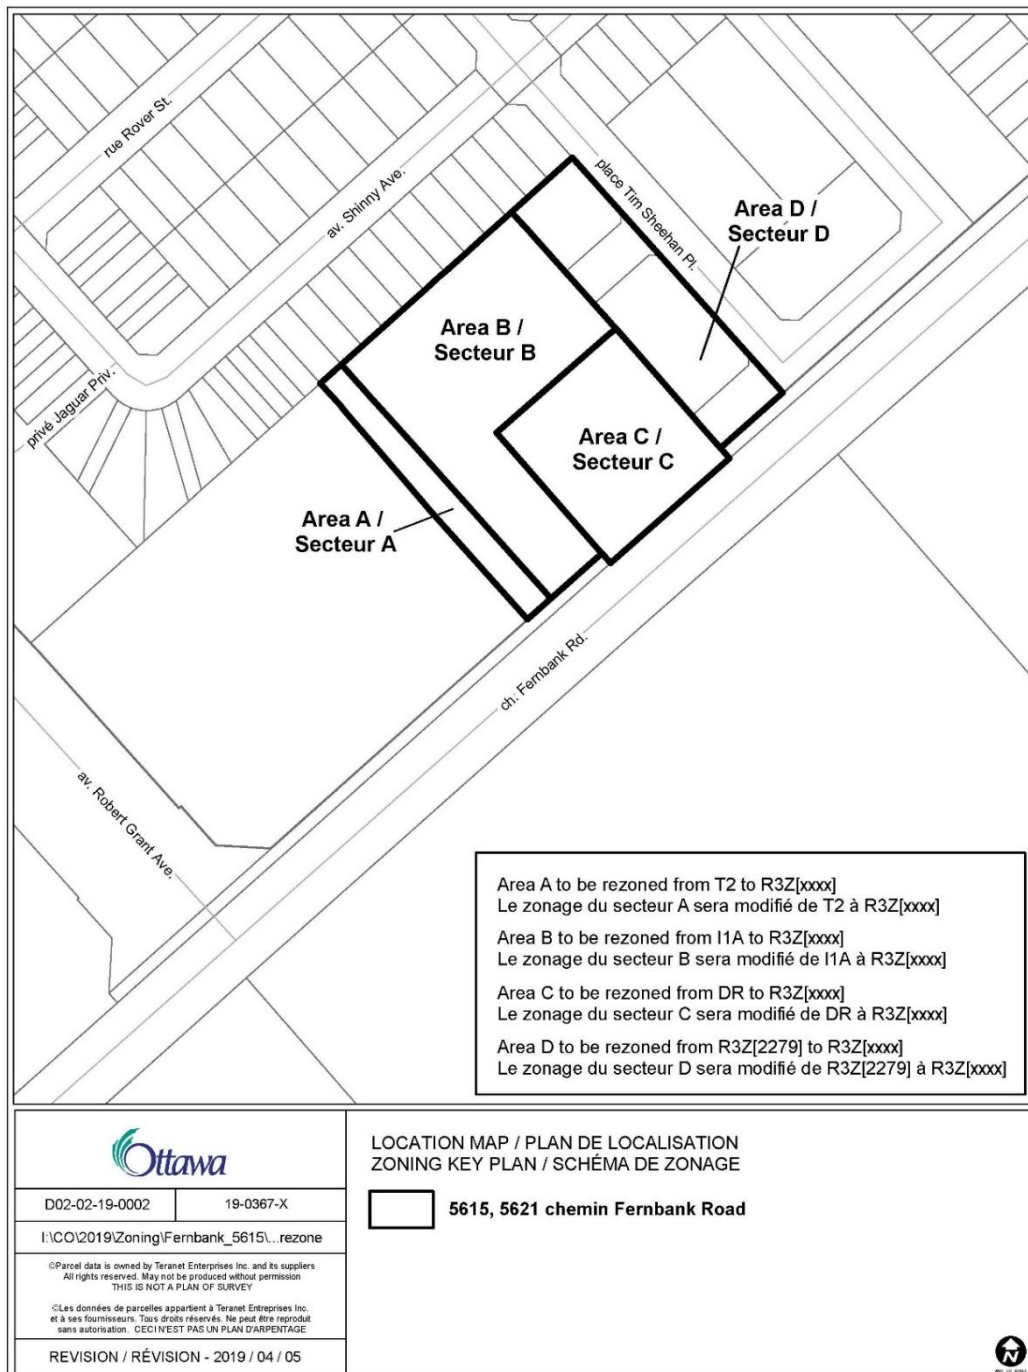 rue Rover St.
av. Shinny Ave.
place Tim Sheehan Pl.
Area D /
Secteur D
Area B /
Secteur B
privé Jaguar Priv.
Area C /
Secteur C
Area A /
Secteur A
ch. Fernbank Rd.
av. Robert Grant Ave.
Area A to be rezoned from T2 to R3Z[xxxx]
Le zonage du secteur A sera modifié de T2 à R3Z[xxxx]
Area B to be rezoned from I1A to R3Z[xxxx]
Le zonage du secteur B sera modifié de I1A à R3Z[xxxx]
Area C to be rezoned from DR to R3Z[xxxx]
Le zonage du secteur C sera modifié de DR à R3Z[xxxx]
Area D to be rezoned from R3Z[2279] to R3Z[xxxx]
Le zonage du secteur D sera modifié de R3Z[2279] à R3Z[xxxx]
Ottawa
D02-02-19-0002 19-0367-X
I:\CO\2019\Zoning\Fernbank_5615\...rezone
©Parcel data is owned by Teranet Enterprises Inc. and its suppliers
All rights reserved. May not be produced without permission
THIS IS NOT A PLAN OF SURVEY
©Les données de parcelles appartient à Teranet Entreprises Inc.
et à ses fournisseurs. Tous droits réservés. Ne peut être reproduit
sans autorisation. CECI N'EST PAS UN PLAN D'ARPENTAGE
REVISION / RÉVISION - 2019 / 04 / 05
LOCATION MAP / PLAN DE LOCALISATION
ZONING KEY PLAN / SCHÉMA DE ZONAGE
5615, 5621 chemin Fernbank Road
N